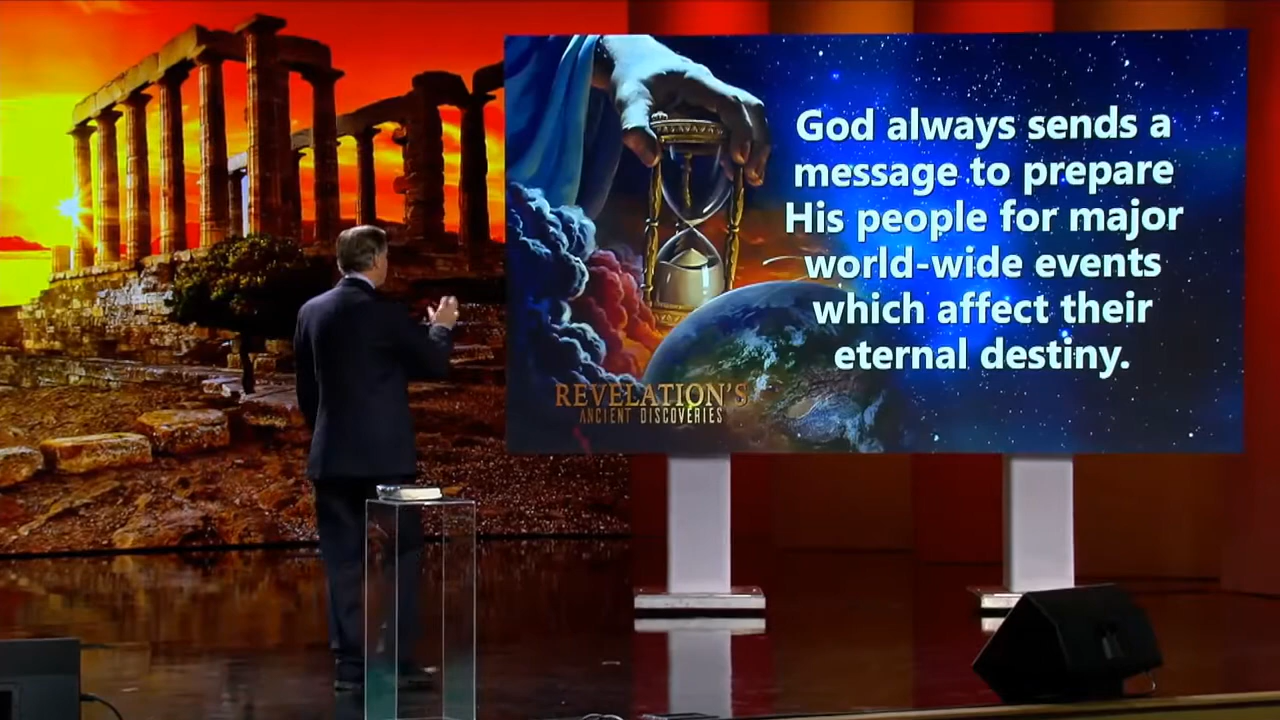 God always sends a
message to prepare
His people for major
world-wide events
which affect their
eternal destiny.
REVELATION'S
ANCIENT DISCOVERIES